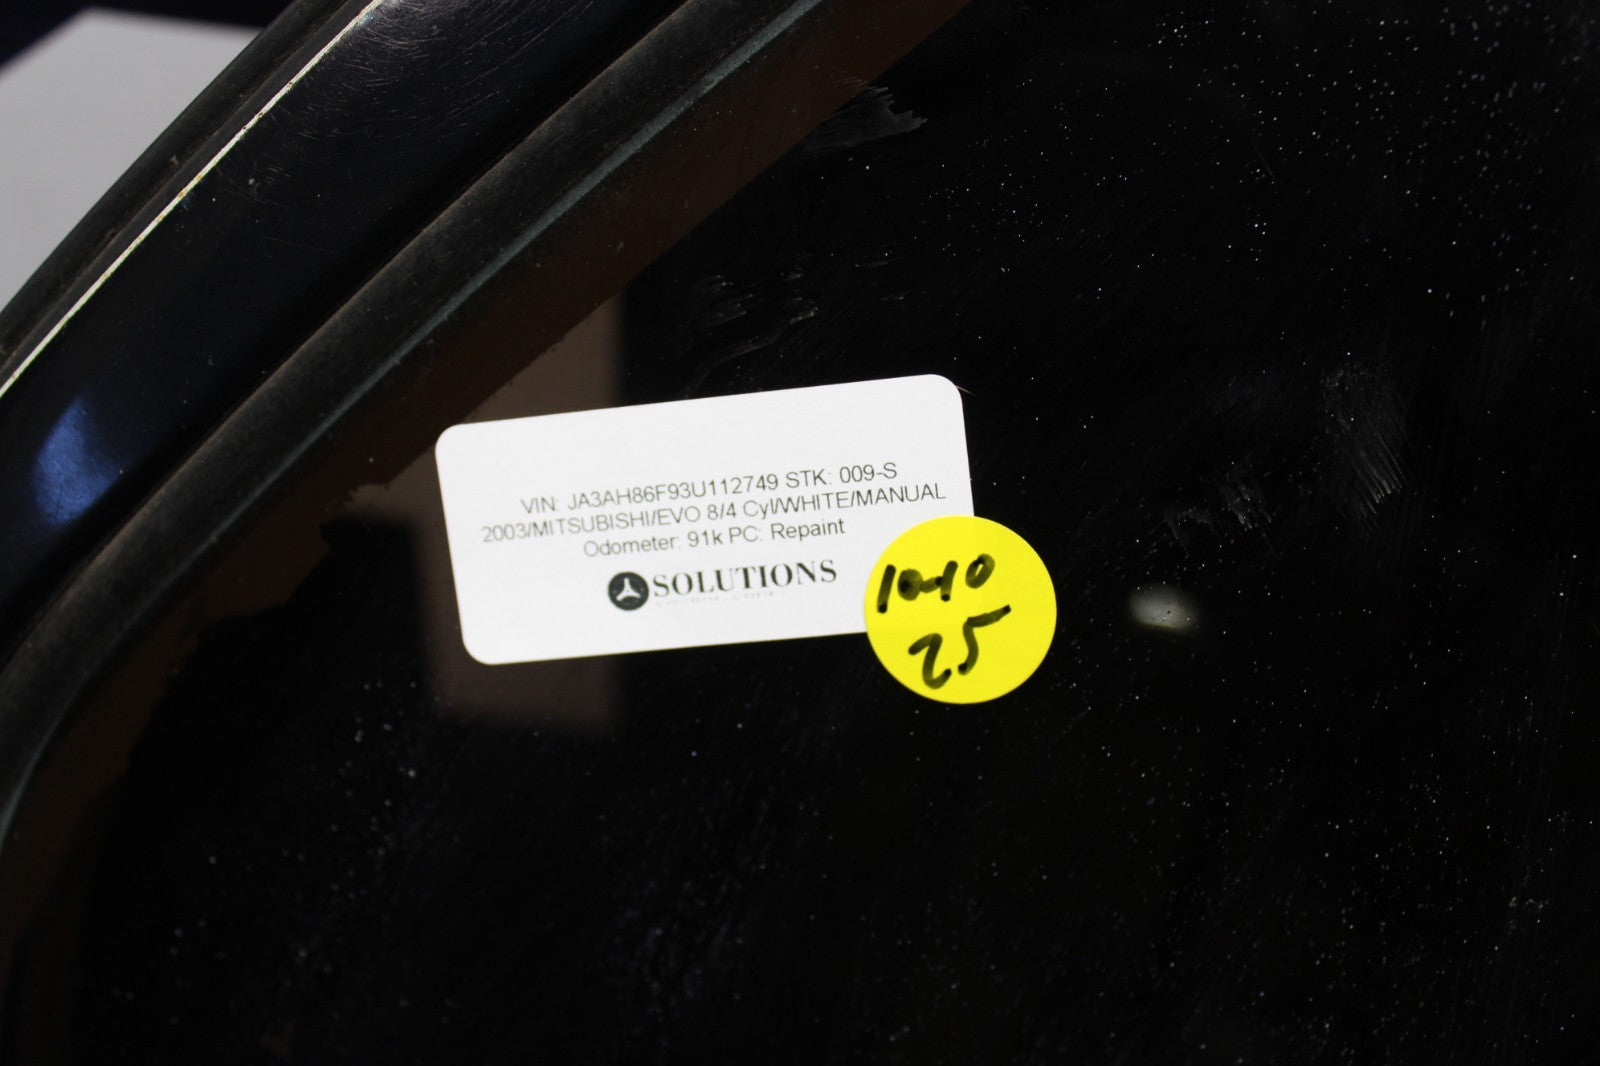 VIN: JA3AH86F93U112749 STK: 009-S
2003/MITSUBISHI/EVO 8/4 Cyl/WHITE/MANUAL
Odometer: 91k PC: Repaint
SOLUTIONS
10-10
25